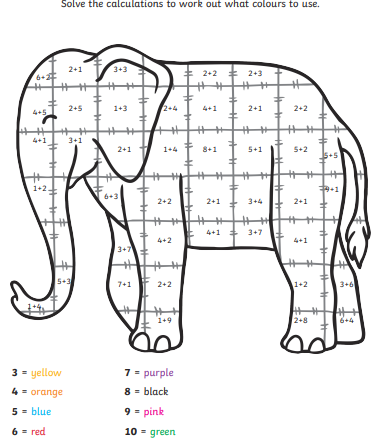 Solve the calculations to work out what colours to use.
6+2 2+1 3+3 2+2 2+3
4+5 2+5 1+3 2+4 4+1 2+1 2+2
4+1 3+1 2+1 1+4 8+1 5+1 5+2 5+5
1+2 6+3 2+2 2+1 3+4 2+1 9+1
3+7 4+2 4+1 3+7 4+1
5+3 7+1 2+2 1+2 3+6
1+4 1+9 2+8 6+4
3 = yellow 7 = purple
4 = orange 8 = black
5 = blue 9 = pink
6 = red 10 = green